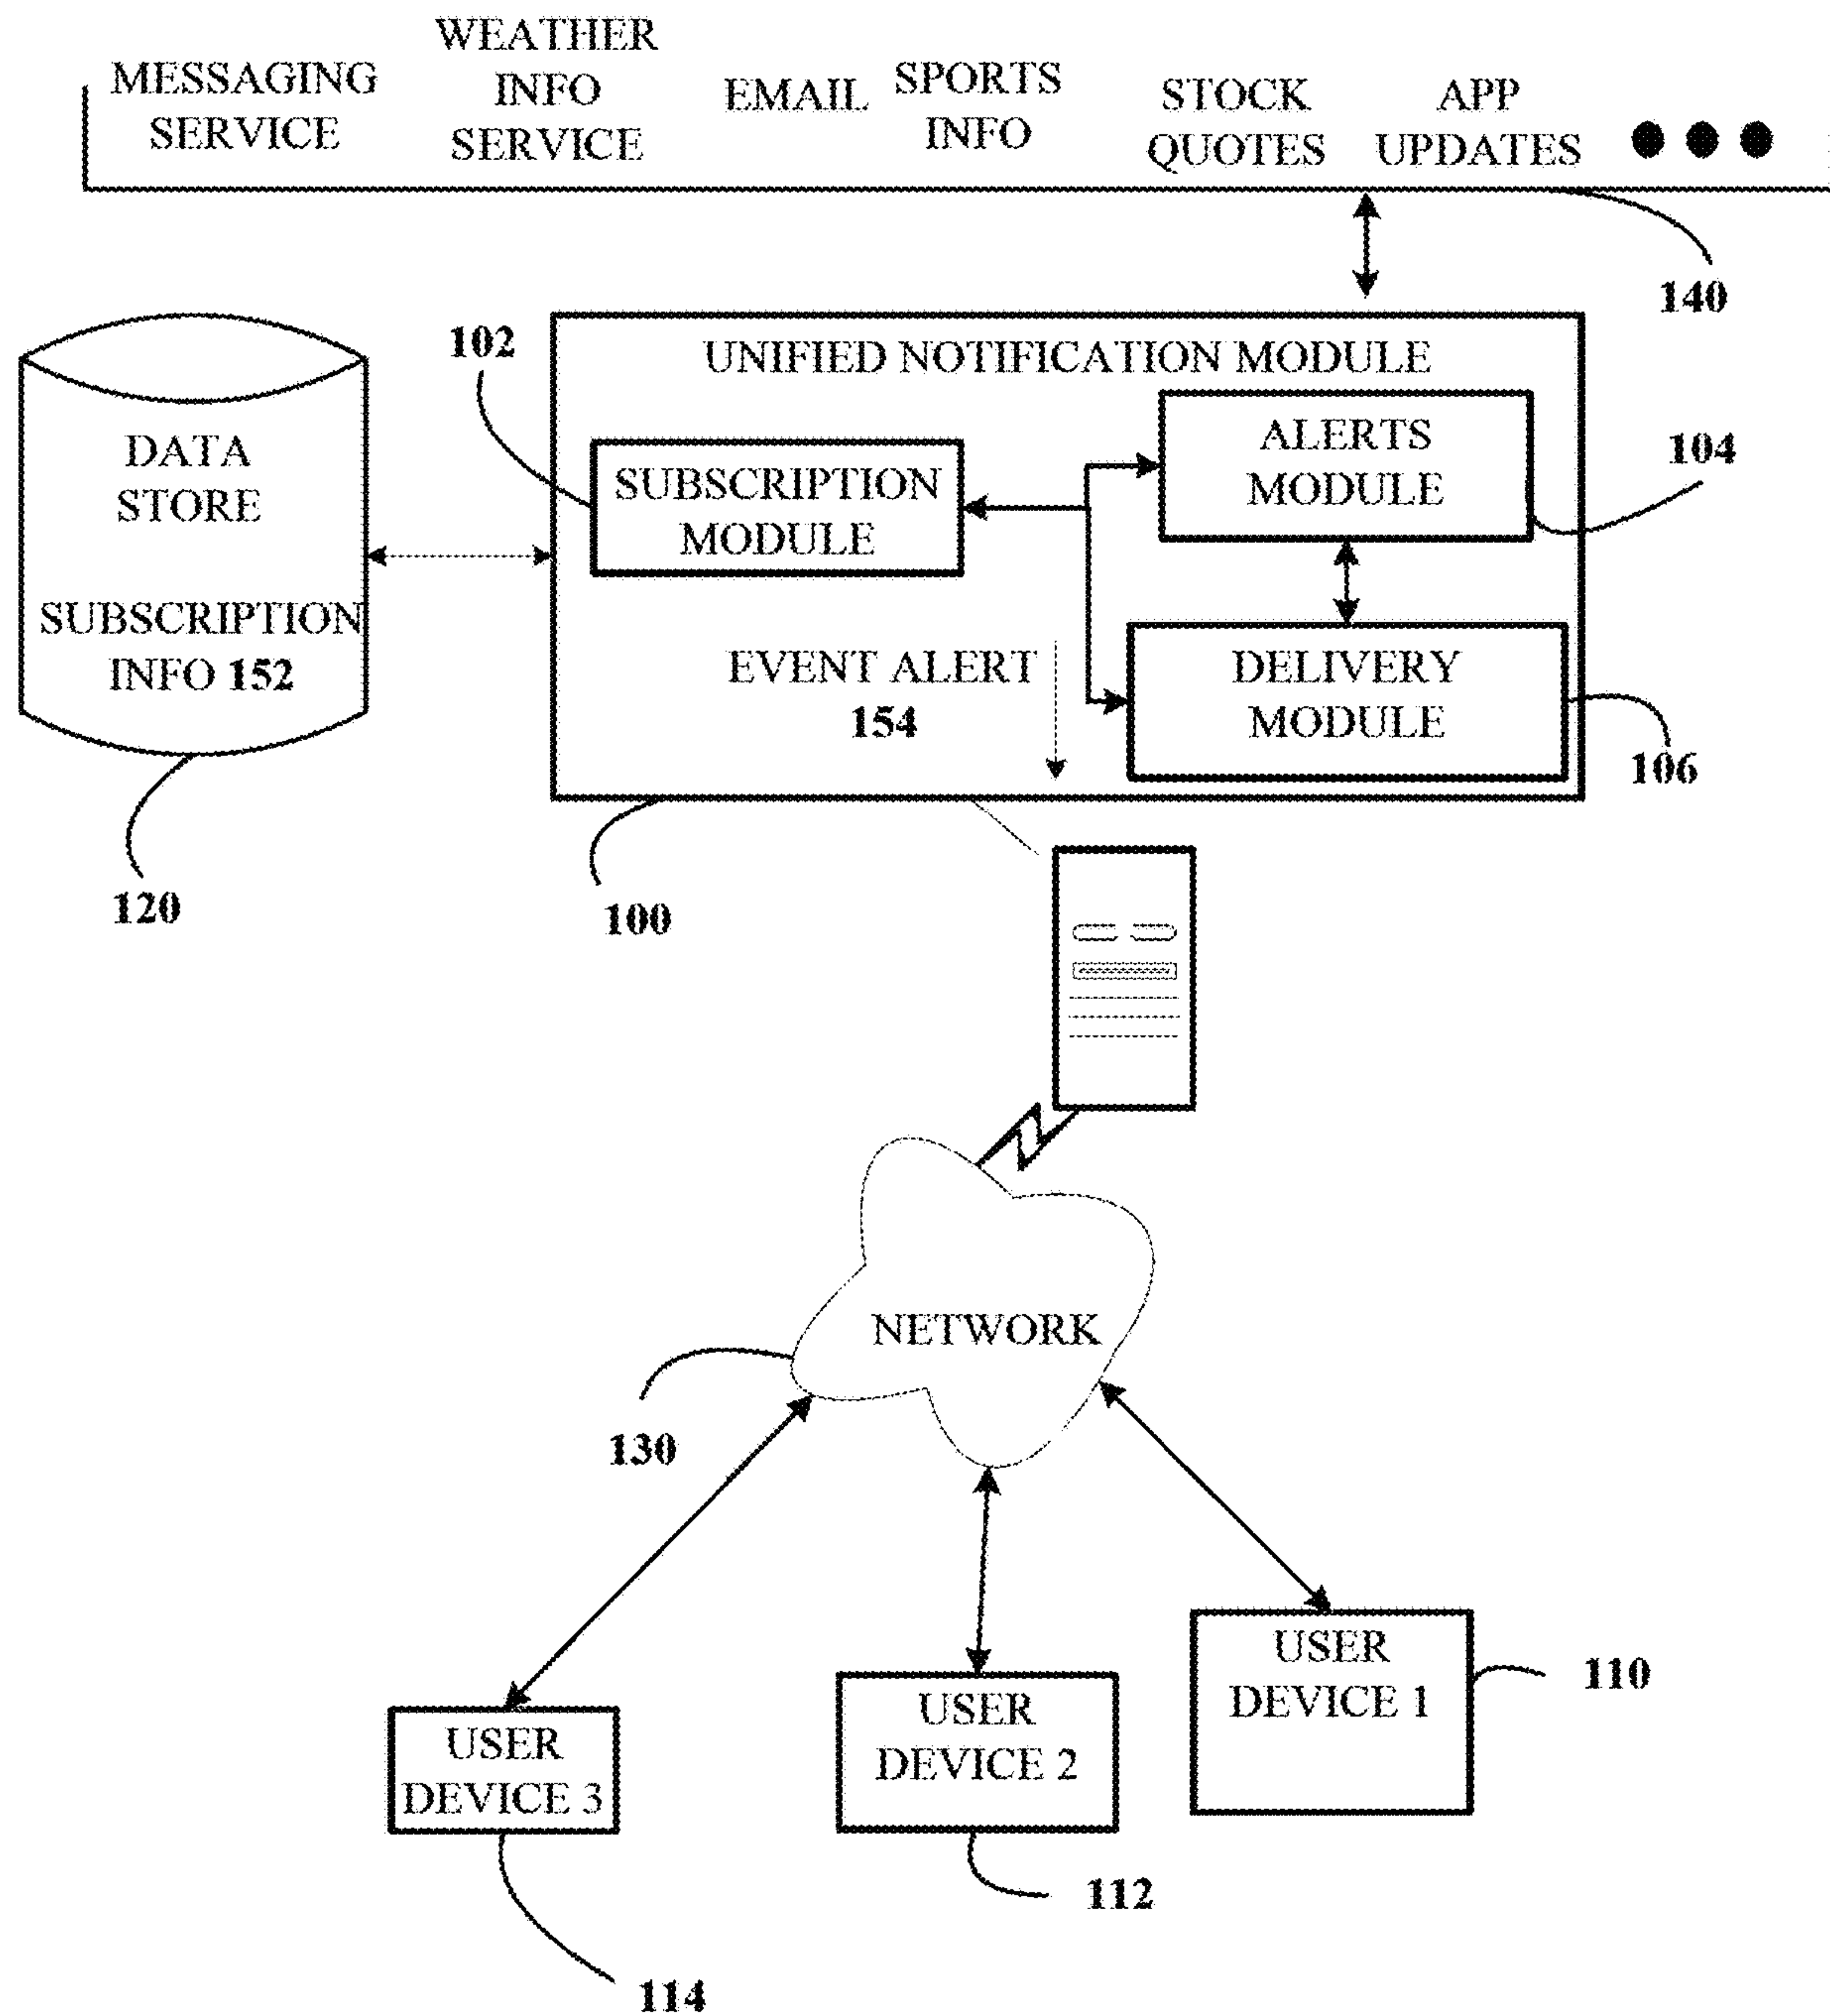 MESSAGING
SERVICE
WEATHER
INFO
SERVICE
EMAIL
SPORTS
INFO
STOCK
QUOTES
APP
UPDATES
140
DATA
STORE
SUBSCRIPTION
INFO 152
120
102
UNIFIED NOTIFICATION MODULE
SUBSCRIPTION
MODULE
ALERTS
MODULE
104
EVENT ALERT
154
DELIVERY
MODULE
106
100
NETWORK
130
USER
DEVICE 1
110
USER
DEVICE 2
112
USER
DEVICE 3
114